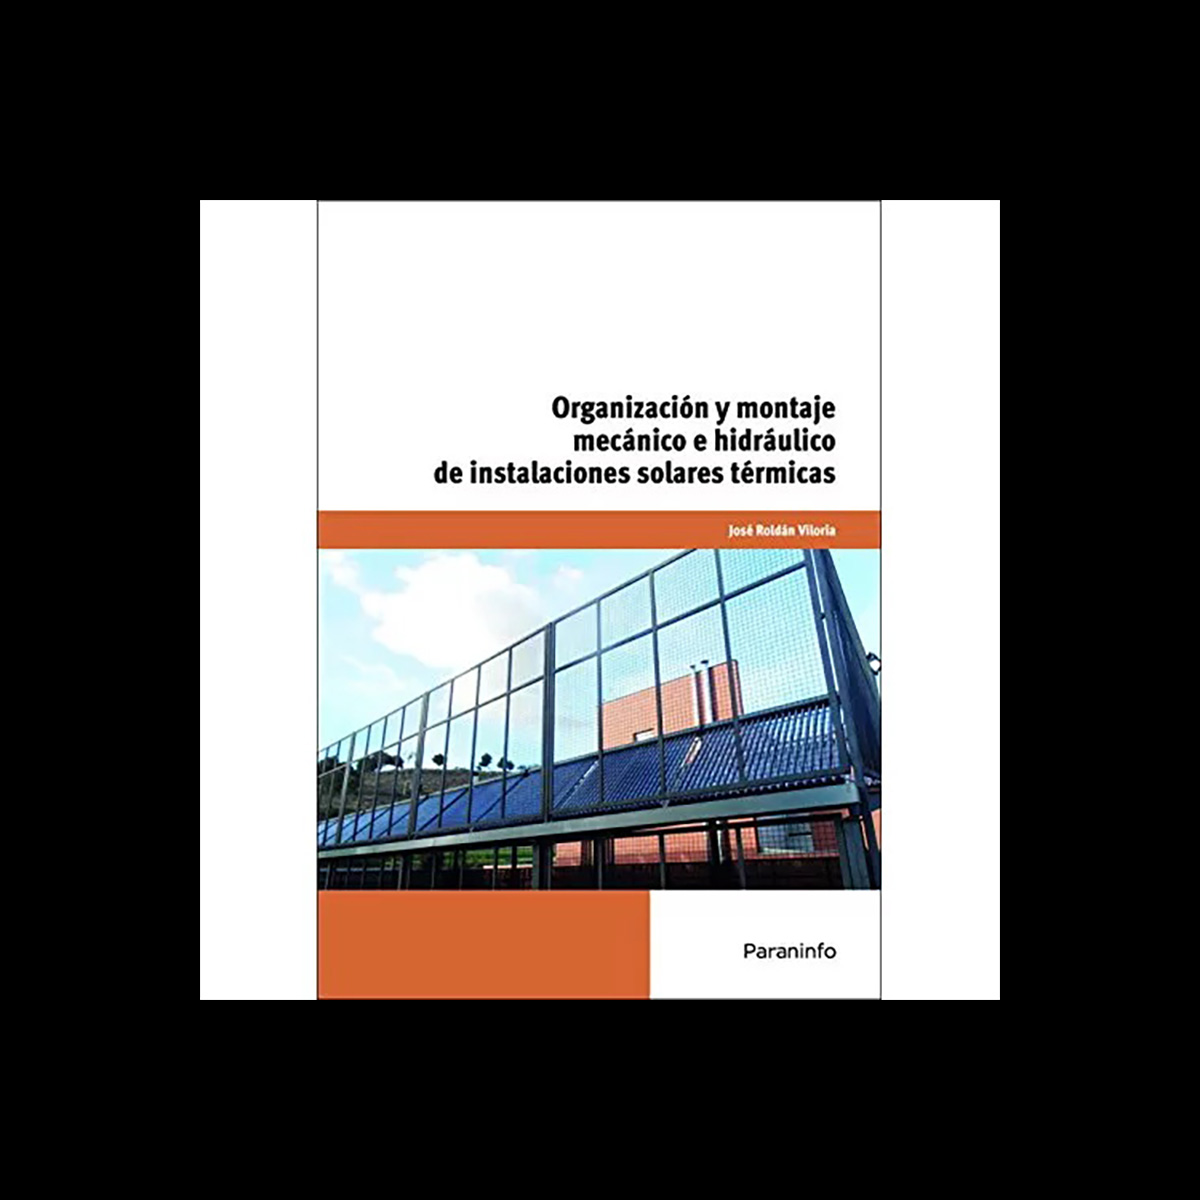 Organización y montaje
mecánico e hidráulico
de instalaciones solares térmicas
José Roldán Viloria
Paraninfo